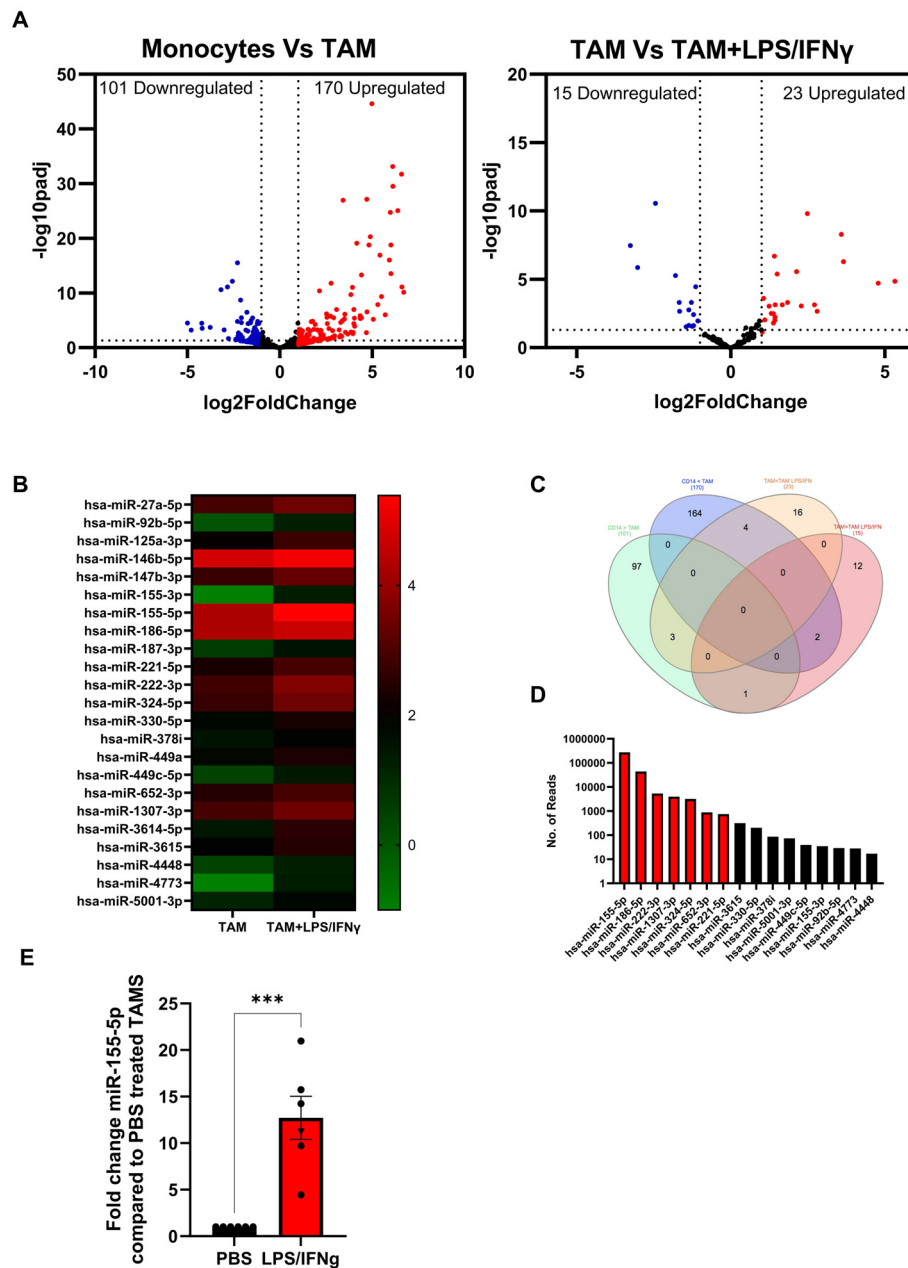 A
Monocytes Vs TAM
101 Downregulated
170 Upregulated
50
40
30
20
10
0
-log10padj
-10
-5
0
5
10
log2FoldChange
TAM Vs TAM+LPS/IFNγ
15 Downregulated
23 Upregulated
20
15
10
5
0
-log10padj
-5
0
5
log2FoldChange
B
hsa-miR-27a-5p
hsa-miR-92b-5p
hsa-miR-125a-3p
hsa-miR-146b-5p
hsa-miR-147b-3p
hsa-miR-155-3p
hsa-miR-155-5p
hsa-miR-186-5p
hsa-miR-187-3p
hsa-miR-221-5p
hsa-miR-222-3p
hsa-miR-324-5p
hsa-miR-330-5p
hsa-miR-378i
hsa-miR-449a
hsa-miR-449c-5p
hsa-miR-652-3p
hsa-miR-1307-3p
hsa-miR-3614-5p
hsa-miR-3615
hsa-miR-4448
hsa-miR-4773
hsa-miR-5001-3p
TAM
TAM+LPS/IFNγ
4
2
0
C
CD14 > TAM
(101)
CD14 < TAM
(170)
TAM<TAM LPS/IFN
(23)
TAM>TAM LPS/IFN
(15)
164
4
16
97
0
0
12
0
0
0
3
2
0
0
1
D
No. of Reads
1000000
100000
10000
1000
100
10
1
hsa-miR-155-5p
hsa-miR-186-5p
hsa-miR-222-3p
hsa-miR-1307-3p
hsa-miR-324-5p
hsa-miR-652-3p
hsa-miR-221-5p
hsa-miR-3615
hsa-miR-330-5p
hsa-miR-378i
hsa-miR-5001-3p
hsa-miR-449c-5p
hsa-miR-155-3p
hsa-miR-92b-5p
hsa-miR-4773
hsa-miR-4448
E
Fold change miR-155-5p
compared to PBS treated TAMS
25
20
15
10
5
0
***
PBS
LPS/IFNg